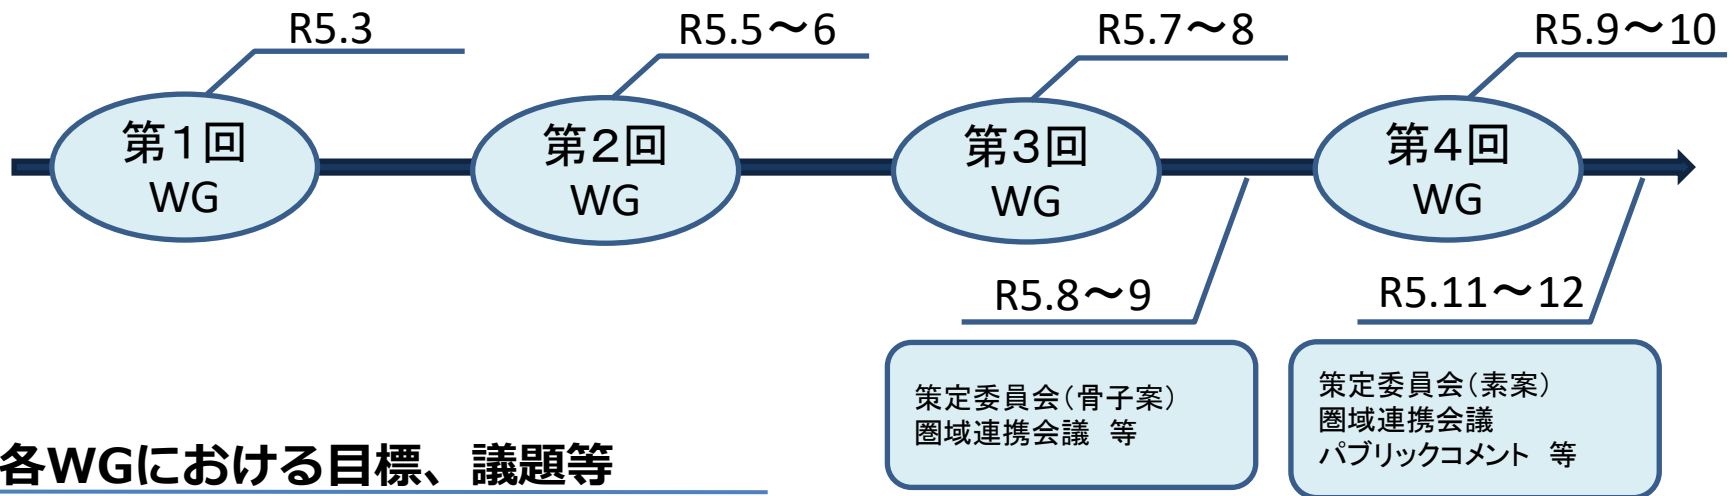 R5.3
R5.5～6
R5.7～8
R5.9～10
第１回
WG
第２回
WG
第３回
WG
第４回
WG
R5.8～9
R5.11～12
策定委員会（骨子案）
圏域連携会議　等
策定委員会（素案）
圏域連携会議
パブリックコメント　等
各WGにおける目標、議題等